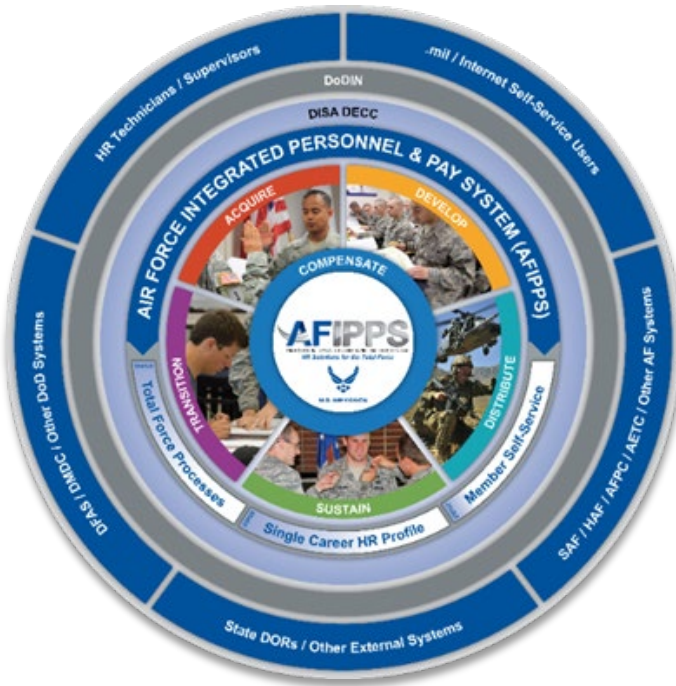 HR Technicians / Supervisors
.mil / Internet Self-Service Users
DoDIN
DISA DECC
AIR FORCE INTEGRATED PERSONNEL & PAY SYSTEM (AFIPPS)
ACQUIRE
DEVELOP
COMPENSATE
AFIPPS
HR Solutions for the Total Force
U.S. AIR FORCE
TRANSITION
DISTRIBUTE
SUSTAIN
Total Force Processes
Single Career HR Profile
Member Self-Service
DFAS / DMDC / Other DoD Systems
SAF / HAF / AFPC / AETC / Other AF Systems
State DORs / Other External Systems